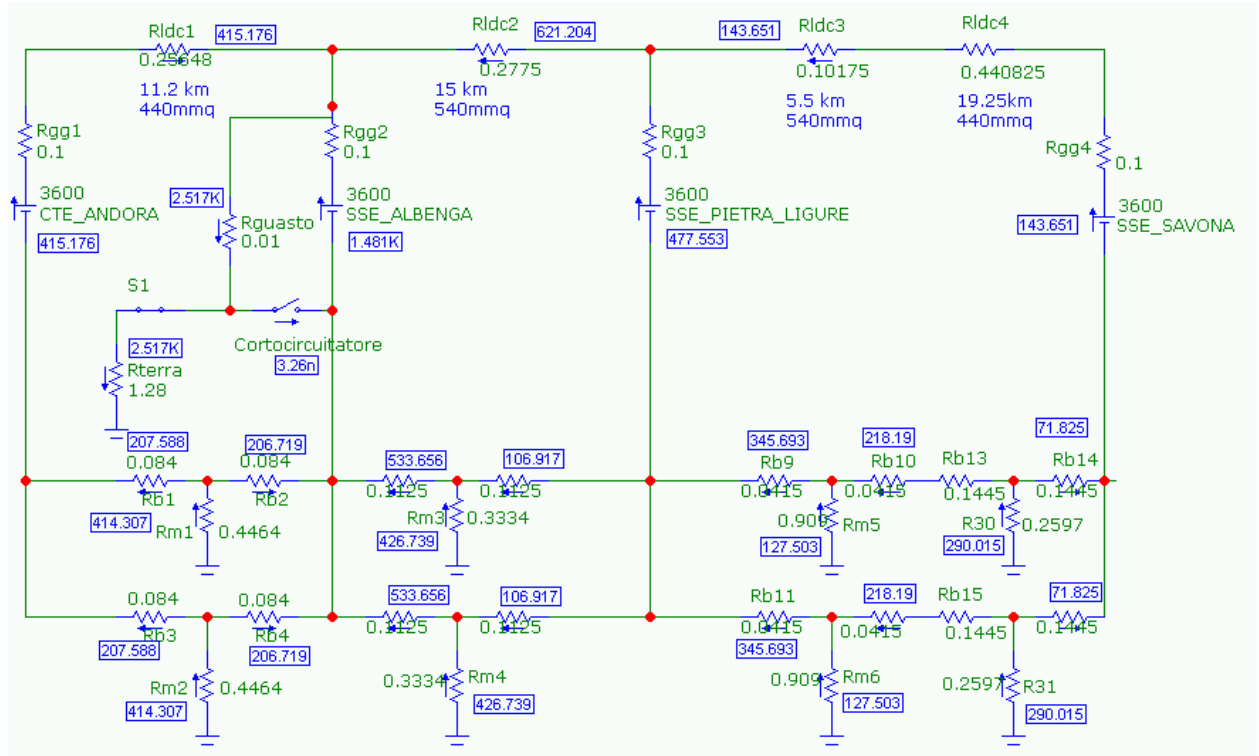 Rldc1
415.176
0.25648
11.2 km
440mmq
Rldc2
621.204
0.2775
15 km
540mmq
143.651
Rldc3
0.10175
5.5 km
540mmq
Rldc4
0.440825
19.25km
440mmq
Rgg1
0.1
3600
CTE_ANDORA
415.176
2.517K
Rguasto
0.01
Rgg2
0.1
3600
SSE_ALBENGA
1.481K
Rgg3
0.1
3600
SSE_PIETRA_LIGURE
477.553
Rgg4
0.1
3600
143.651
SSE_SAVONA
S1
Cortocircuitatore
3.26n
2.517K
Rterra
1.28
207.588
0.084
Rb1
206.719
0.084
Rb2
414.307
Rm1
0.4464
533.656
0.1125
106.917
0.1125
Rm3
0.3334
426.739
345.693
Rb9
0.0415
218.19
Rb10
0.0415
Rb13
0.1445
71.825
Rb14
0.1445
0.909
Rm5
127.503
R30
0.2597
290.015
0.084
Rb3
207.588
0.084
Rb4
206.719
Rm2
0.4464
414.307
533.656
0.1125
106.917
0.1125
0.3334
Rm4
426.739
Rb11
0.0415
345.693
218.19
0.0415
Rb15
0.1445
71.825
0.1445
0.909
Rm6
127.503
0.2597
R31
290.015